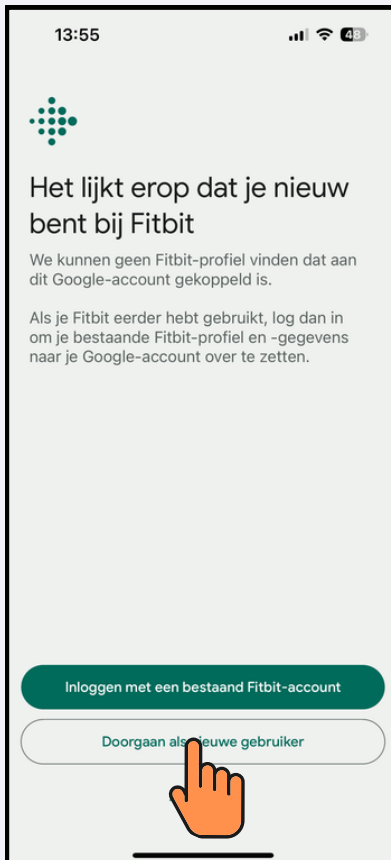 13:55
48
Het lijkt erop dat je nieuw
bent bij Fitbit
We kunnen geen Fitbit-profiel vinden dat aan
dit Google-account gekoppeld is.
Als je Fitbit eerder hebt gebruikt, log dan in
om je bestaande Fitbit-profiel en -gegevens
naar je Google-account over te zetten.
Inloggen met een bestaand Fitbit-account
Doorgaan als nieuwe gebruiker